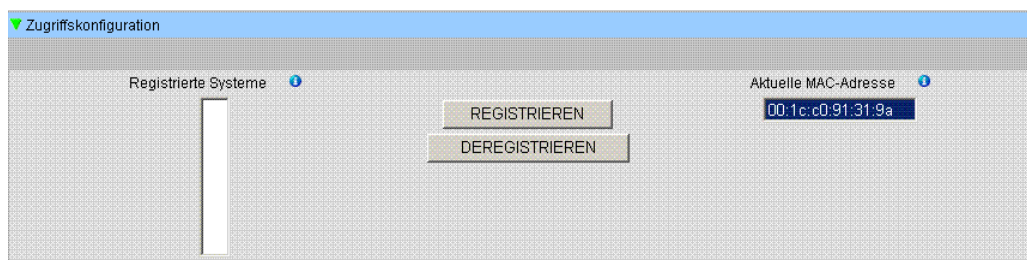 Zugriffskonfiguration
Registrierte Systeme
Aktuelle MAC-Adresse
REGISTRIEREN
00:1c:c0:91:31:9a
DEREGISTRIEREN